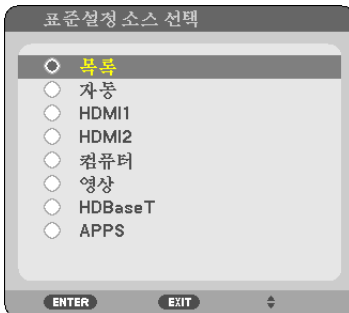 표준설정 소스 선택
목록
자동
HDMI1
HDMI2
컴퓨터
영상
HDBaseT
APPS
ENTER EXIT